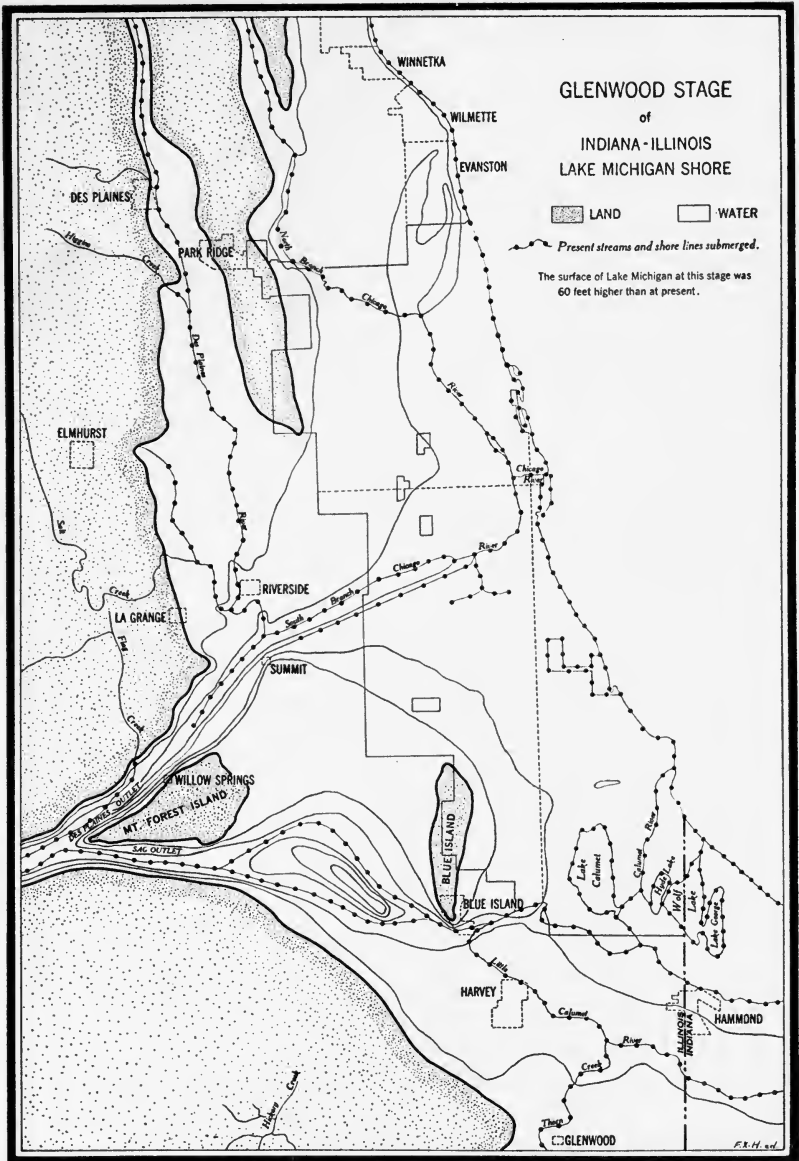 GLENWOOD STAGE
of
INDIANA-ILLINOIS
LAKE MICHIGAN SHORE
LAND
WATER
Present streams and shore lines submerged.
The surface of Lake Michigan at this stage was
60 feet higher than at present.
WINNETKA
WILMETTE
EVANSTON
DES PLAINES
Higgins
Creek
PARK RIDGE
North
Branch
Chicago
River
Des Plaines
River
ELMHURST
Salt
Creek
Chicago
River
RIVERSIDE
LA GRANGE
South
Branch
Chicago
River
Flag
Creek
SUMMIT
WILLOW SPRINGS
MT. FOREST ISLAND
DES PLAINES OUTLET
SAG OUTLET
BLUE ISLAND
BLUE ISLAND
Lake
Calumet
Calumet
River
Hyde Lake
Wolf
Lake
Lake George
HARVEY
Little
Calumet
River
HAMMOND
ILLINOIS
INDIANA
Creek
Thorn
GLENWOOD
Hickory
Creek